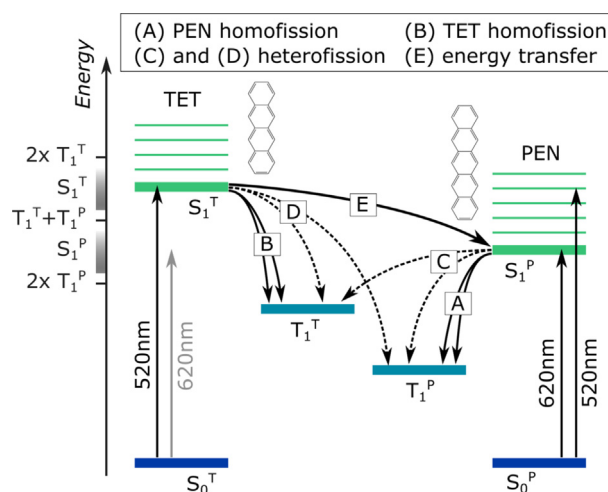 (A) PEN homofission (B) TET homofission
(C) and (D) heterofission (E) energy transfer
Energy
TET
PEN
2x T₁ᵀ
S₁ᵀ
T₁ᵀ+T₁ᴾ
S₁ᴾ
2x T₁ᴾ
S₁ᵀ
D
E
B
C
A
S₁ᴾ
T₁ᵀ
T₁ᴾ
520nm
620nm
620nm
520nm
S₀ᵀ
S₀ᴾ